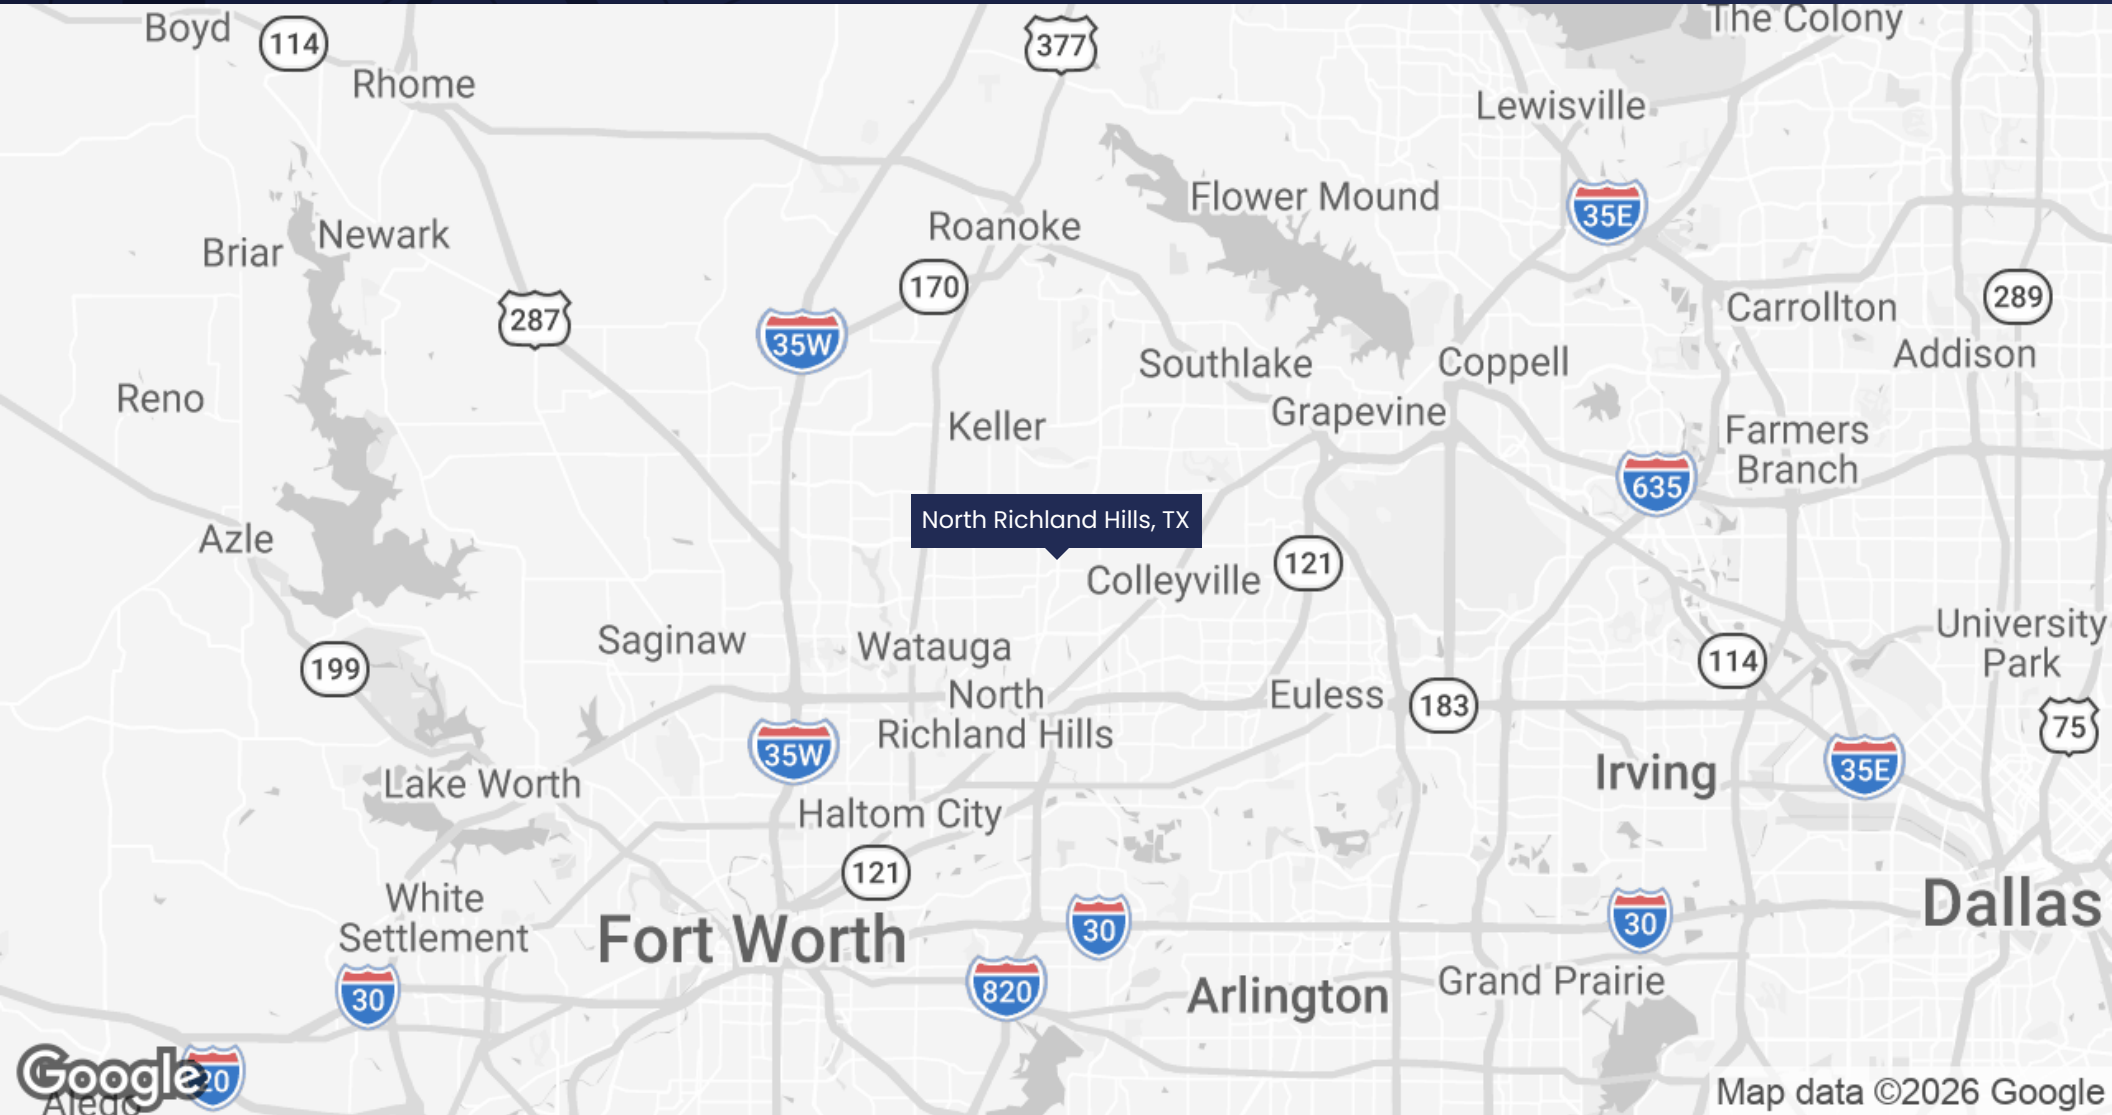 The Colony
Boyd
114
377
Rhome
Lewisville
Flower Mound
35E
Roanoke
Newark
Briar
170
289
Carrollton
287
35W
Addison
Southlake
Coppell
Reno
Grapevine
Keller
Farmers
Branch
635
North Richland Hills, TX
Azle
121
Colleyville
University
Park
Saginaw
Watauga
114
199
North
Richland Hills
Euless
183
75
35W
Irving
35E
Lake Worth
Haltom City
121
White
Settlement
Fort Worth
30
30
Dallas
820
30
Arlington
Grand Prairie
Google
20
Aledo
Map data ©2026 Google